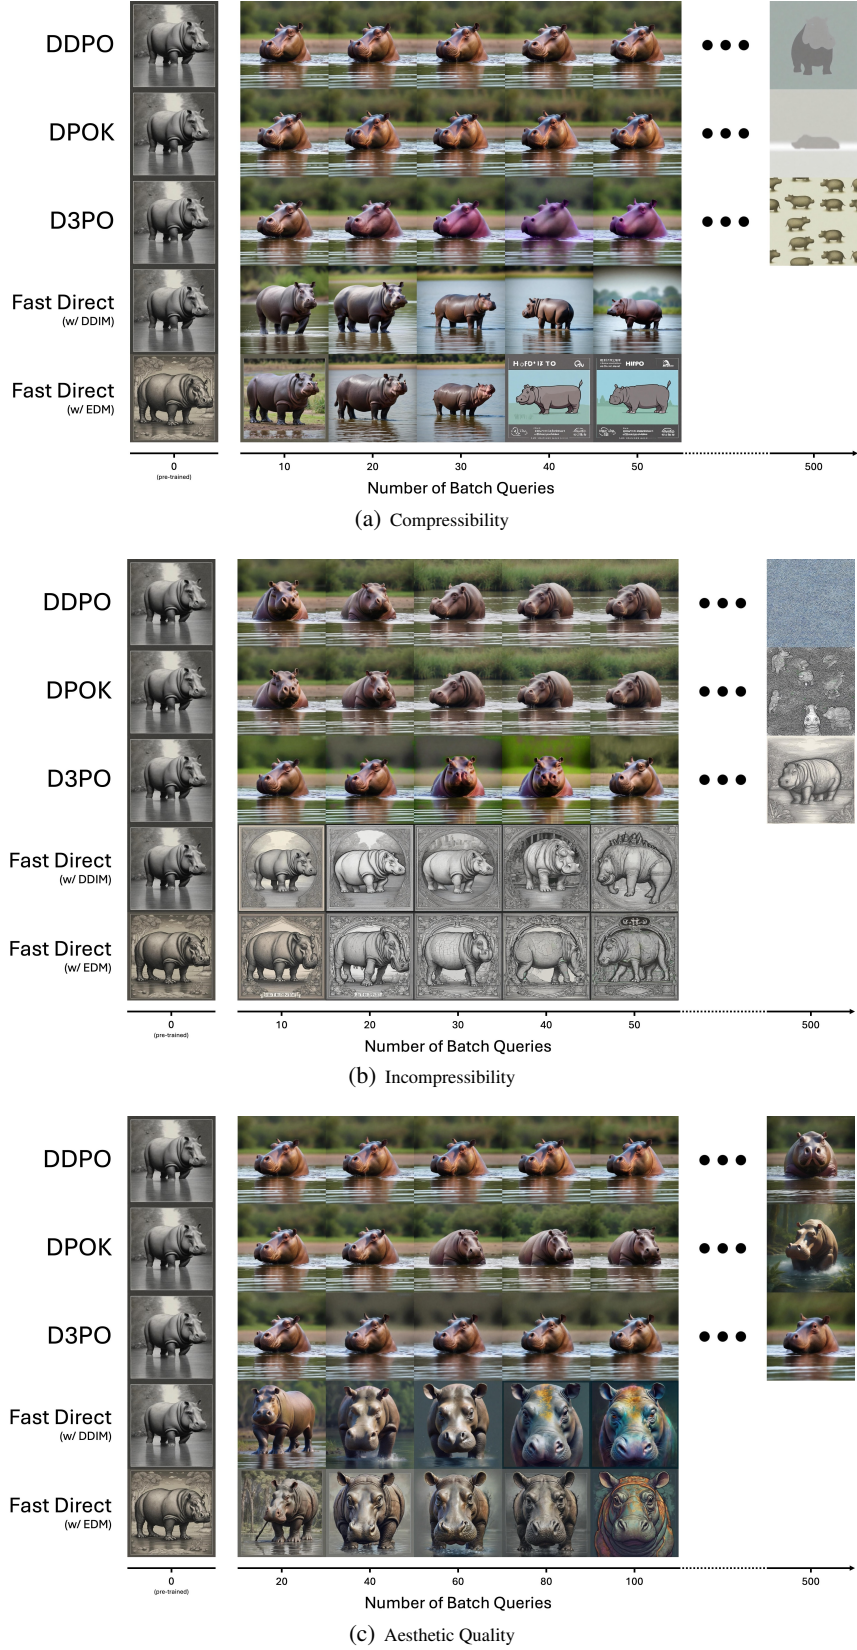 DDPO
DPOK
D3PO
Fast Direct
(w/ DDIM)
Fast Direct
(w/ EDM)
HIPPO
0
(pre-trained)
10
20
30
40
50
500
Number of Batch Queries
(a) Compressibility
DDPO
DPOK
D3PO
Fast Direct
(w/ DDIM)
Fast Direct
(w/ EDM)
0
(pre-trained)
10
20
30
40
50
500
Number of Batch Queries
(b) Incompressibility
DDPO
DPOK
D3PO
Fast Direct
(w/ DDIM)
Fast Direct
(w/ EDM)
0
(pre-trained)
20
40
60
80
100
500
Number of Batch Queries
(c) Aesthetic Quality